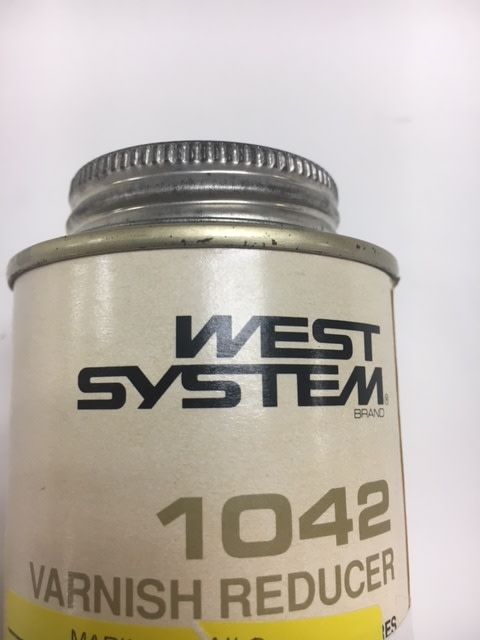 WEST
SYSTEM®
BRAND
1042
VARNISH REDUCER